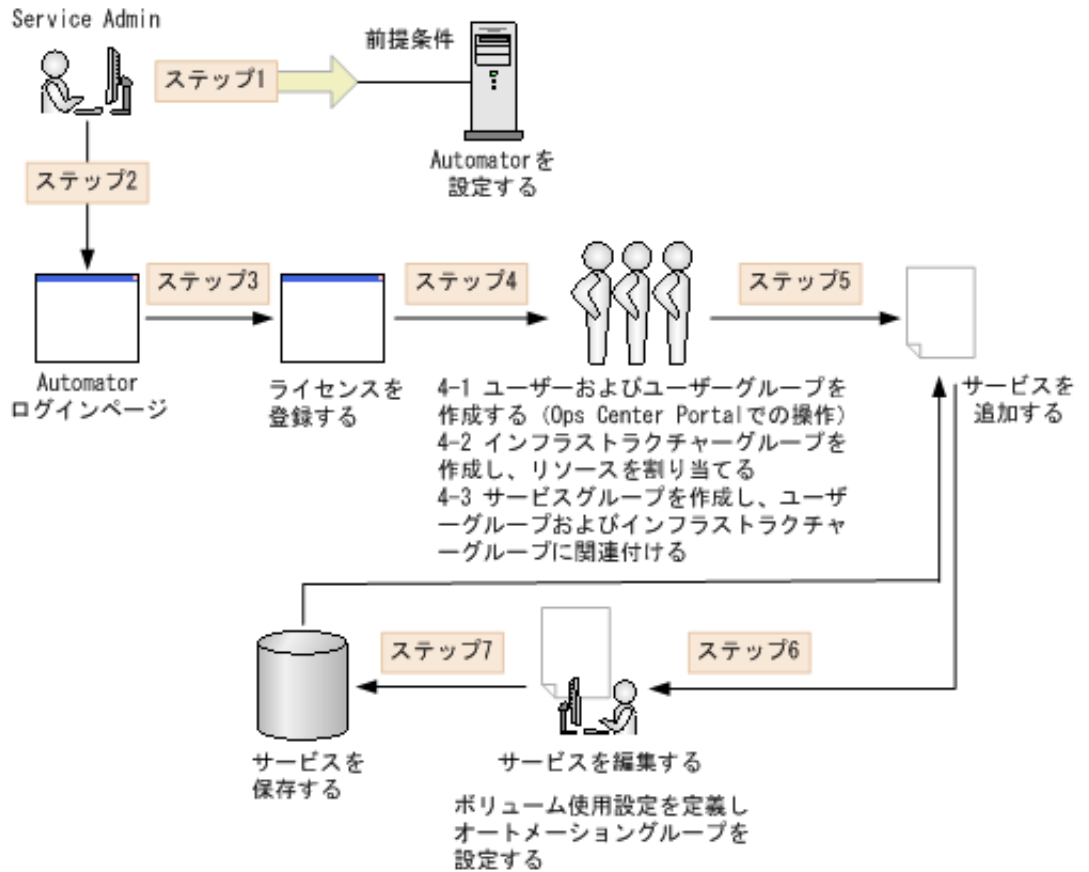 Service Admin
前提条件
ステップ1
Automatorを
設定する
ステップ2
ステップ3
ステップ4
ステップ5
Automator
ログインページ
ライセンスを
登録する
4-1 ユーザーおよびユーザーグループを
作成する（Ops Center Portalでの操作）
4-2 インフラストラクチャーグループを
作成し、リソースを割り当てる
4-3 サービスグループを作成し、ユーザ
ーグループおよびインフラストラクチャ
ーグループに関連付ける
サービスを
追加する
ステップ7
ステップ6
サービスを
保存する
サービスを編集する
ボリューム使用設定を定義し
オートメーショングループを
設定する